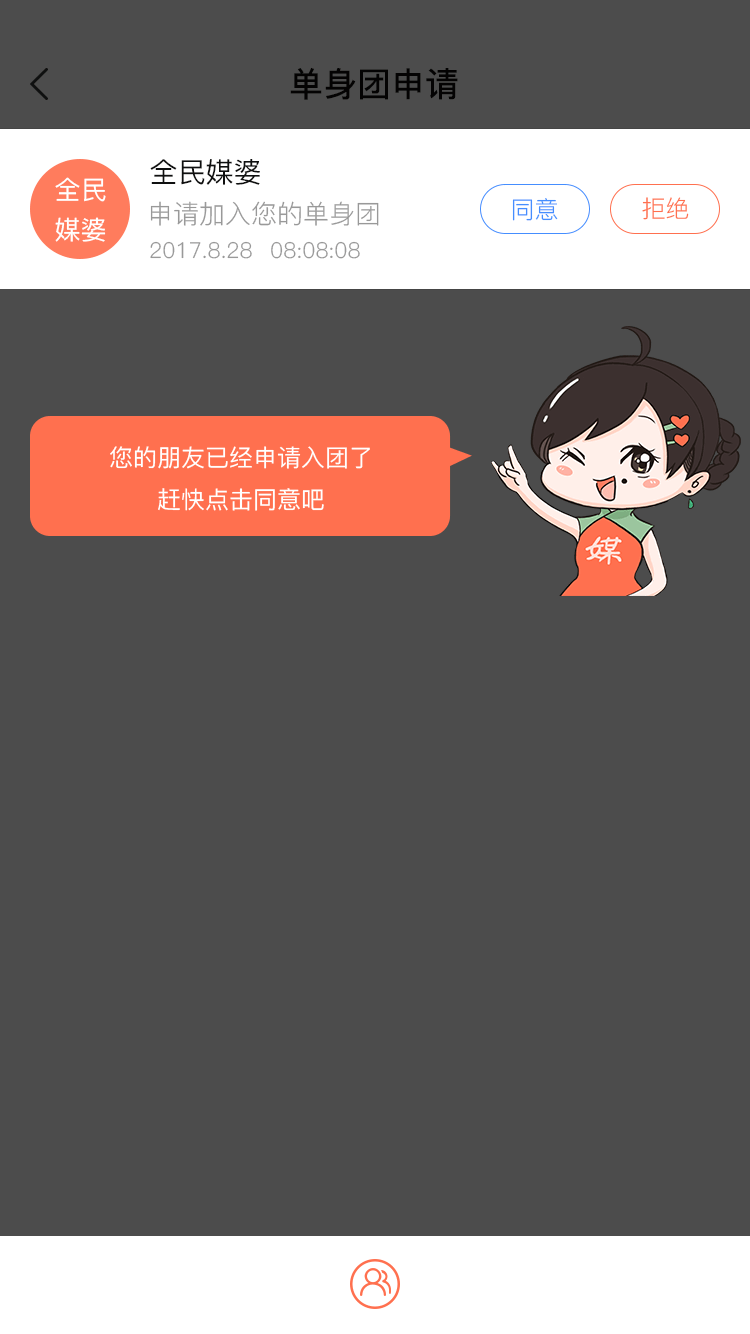 单身团申请
全民
媒婆
全民媒婆
申请加入您的单身团
2017.8.28 08:08:08
同意
拒绝
您的朋友已经申请入团了
赶快点击同意吧
媒